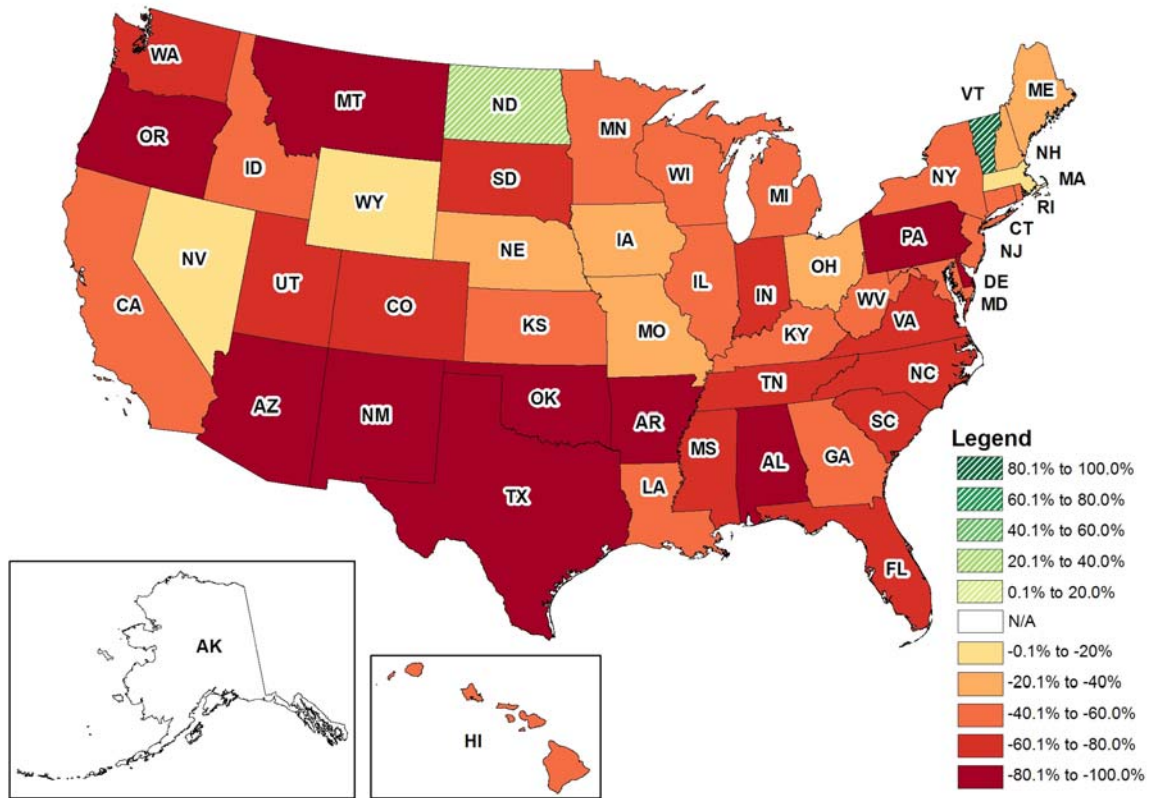 WA
MT
ND
MN
VT
ME
OR
ID
SD
WI
MI
NY
NH
MA
WY
RI
CT
NV
NE
IA
PA
NJ
CA
UT
CO
IL
IN
OH
DE
MD
KS
MO
WV
VA
KY
AZ
NM
OK
AR
TN
NC
SC
MS
AL
GA
TX
LA
FL
AK
HI
Legend
80.1% to 100.0%
60.1% to 80.0%
40.1% to 60.0%
20.1% to 40.0%
0.1% to 20.0%
N/A
-0.1% to -20%
-20.1% to -40%
-40.1% to -60.0%
-60.1% to -80.0%
-80.1% to -100.0%